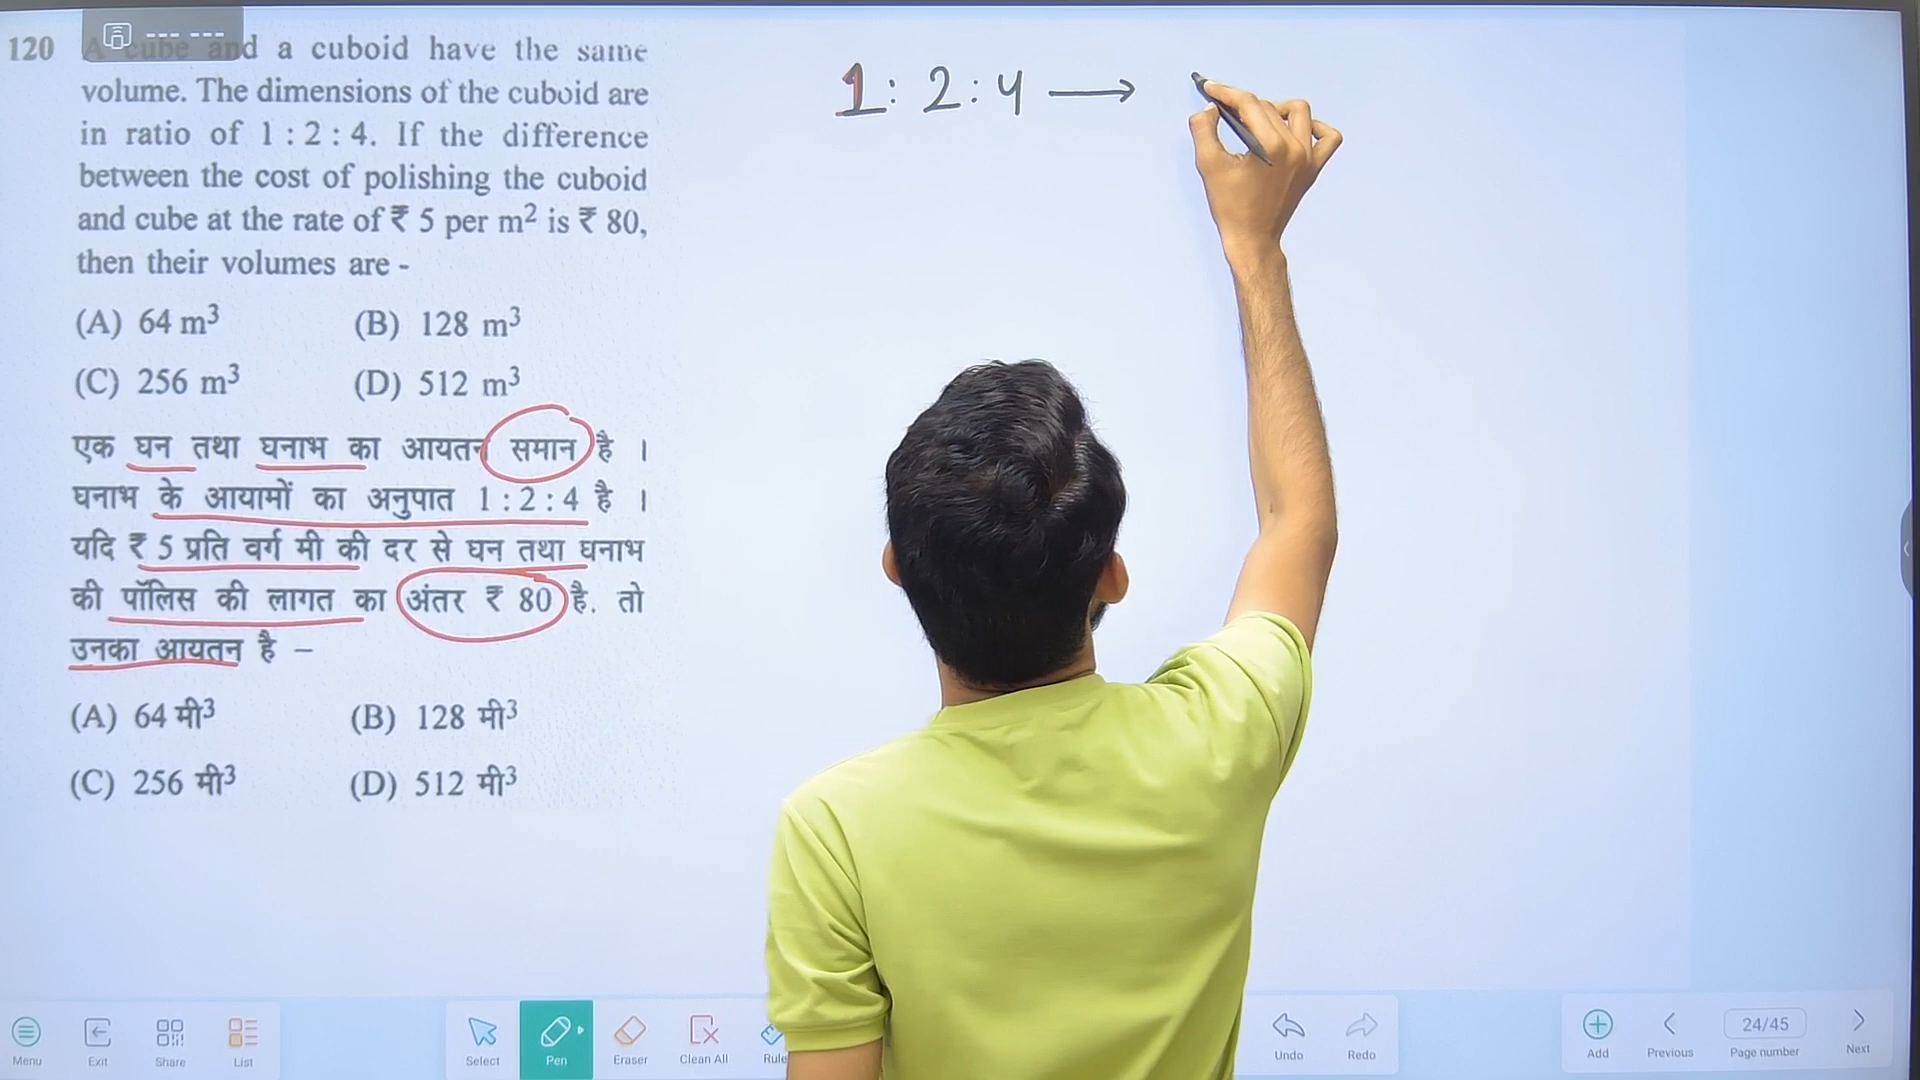 120 A cube and a cuboid have the same
volume. The dimensions of the cuboid are
in ratio of 1 : 2 : 4. If the difference
between the cost of polishing the cuboid
and cube at the rate of ₹ 5 per m² is ₹ 80,
then their volumes are -
(A) 64 m³ (B) 128 m³
(C) 256 m³ (D) 512 m³
एक घन तथा घनाभ का आयतन समान है ।
घनाभ के आयामों का अनुपात 1 : 2 : 4 है ।
यदि ₹ 5 प्रति वर्ग मी की दर से घन तथा घनाभ
की पॉलिस की लागत का अंतर ₹ 80 है. तो
उनका आयतन है –
(A) 64 मी³ (B) 128 मी³
(C) 256 मी³ (D) 512 मी³
1 : 2 : 4 →
Menu Exit Share List Select Pen Eraser Clean All Rule Undo Redo Add Previous 24/45 Page number Next